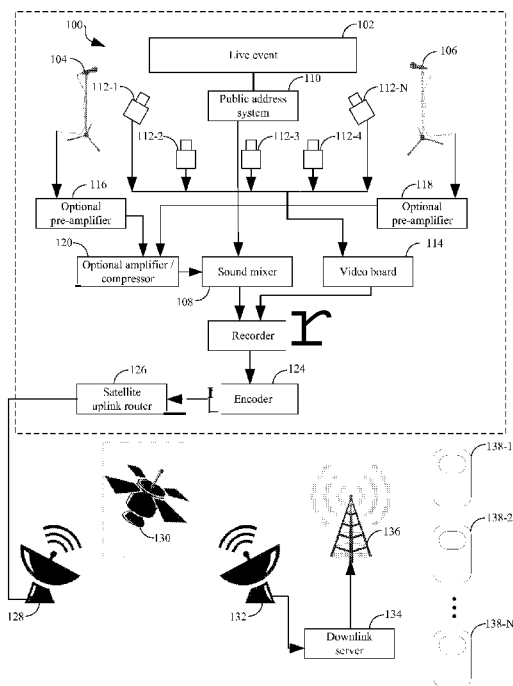 100
102
Live event
104
106
110
Public address
system
112-1
112-N
112-2
112-3
112-4
116
Optional
pre-amplifier
118
Optional
pre-amplifier
120
Optional amplifier /
compressor
Sound mixer
108
114
Video board
Recorder
r
126
Satellite
uplink router
124
Encoder
138-1
130
136
138-2
128
132
134
Downlink
server
138-N